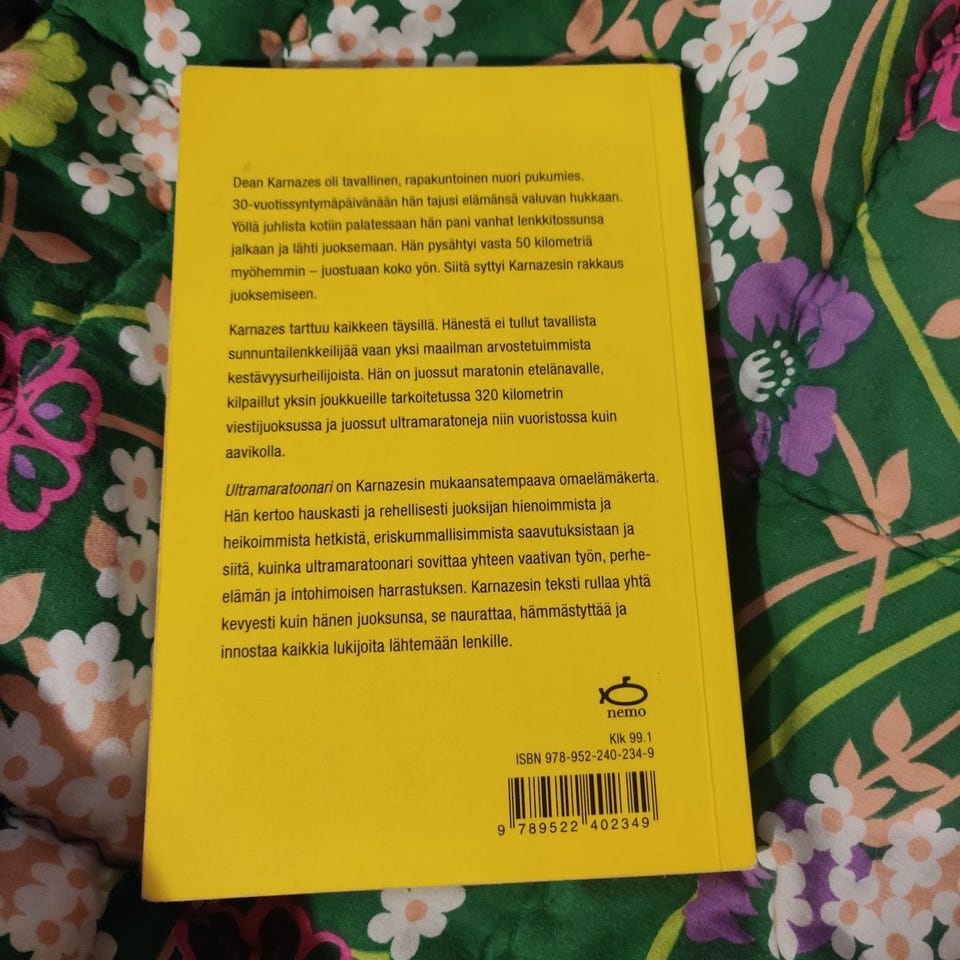 Dean Karnazes oli tavallinen, rapakuntoinen nuori pukumies.
30-vuotissyntymäpäivänään hän tajusi elämänsä valuvan hukkaan.
Yöllä juhlista kotiin palatessaan hän pani vanhat lenkkitossunsa
jalkaan ja lähti juoksemaan. Hän pysähtyi vasta 50 kilometriä
myöhemmin – juostuaan koko yön. Siitä syttyi Karnazesin rakkaus
juoksemiseen.
Karnazes tarttuu kaikkeen täysillä. Hänestä ei tullut tavallista
sunnuntailenkkeilijää vaan yksi maailman arvostetuimmista
kestävyysurheilijoista. Hän on juossut maratonin etelänavalle,
kilpaillut yksin joukkueille tarkoitetussa 320 kilometrin
viestijuoksussa ja juossut ultramaratoneja niin vuoristossa kuin
aavikolla.
Ultramaratoonari on Karnazesin mukaansatempaava omaelämäkerta.
Hän kertoo hauskasti ja rehellisesti juoksijan hienoimmista ja
heikoimmista hetkistä, eriskummallisimmista saavutuksistaan ja
siitä, kuinka ultramaratoonari sovittaa yhteen vaativan työn, perhe-
elämän ja intohimoisen harrastuksen. Karnazesin teksti rullaa yhtä
kevyesti kuin hänen juoksunsa, se naurattaa, hämmästyttää ja
innostaa kaikkia lukijoita lähtemään lenkille.
nemo
Klk 99.1
ISBN 978-952-240-234-9
9 789522 402349